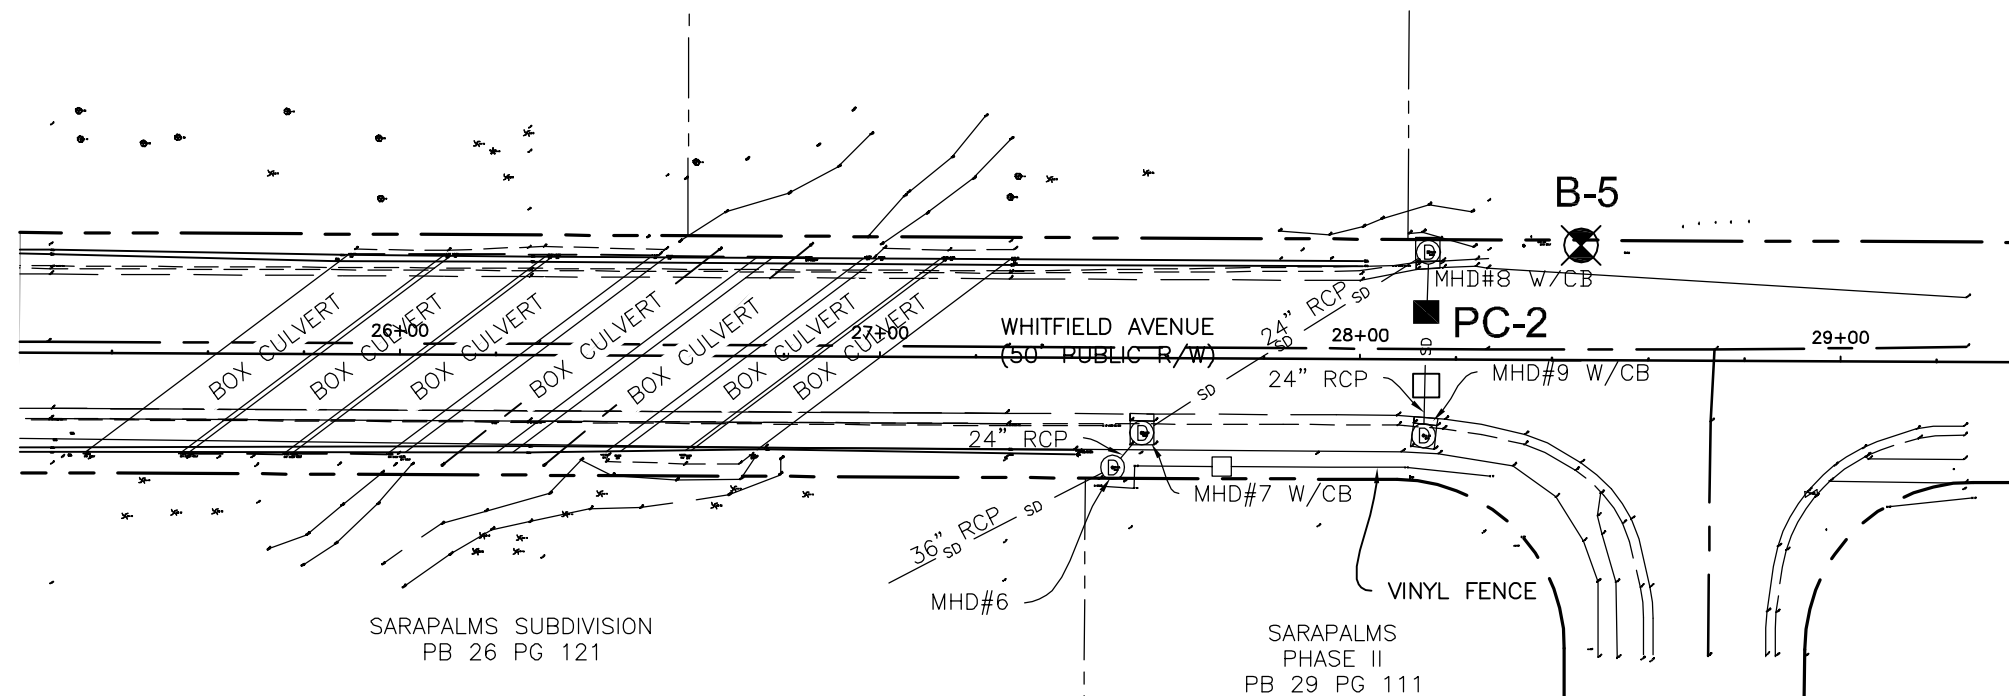 B-5
MHD#8 W/CB
PC-2
26+00
27+00
28+00
29+00
WHITFIELD AVENUE
(50' PUBLIC R/W)
BOX CULVERT
BOX CULVERT
BOX CULVERT
BOX CULVERT
BOX CULVERT
BOX CULVERT
BOX CULVERT
24" RCP
SD
SD
SD
SD
24" RCP
MHD#9 W/CB
24" RCP
D
D
D
D
MHD#7 W/CB
36" RCP
SD
SD
MHD#6
VINYL FENCE
SARAPALMS SUBDIVISION
PB 26 PG 121
SARAPALMS
PHASE II
PB 29 PG 111